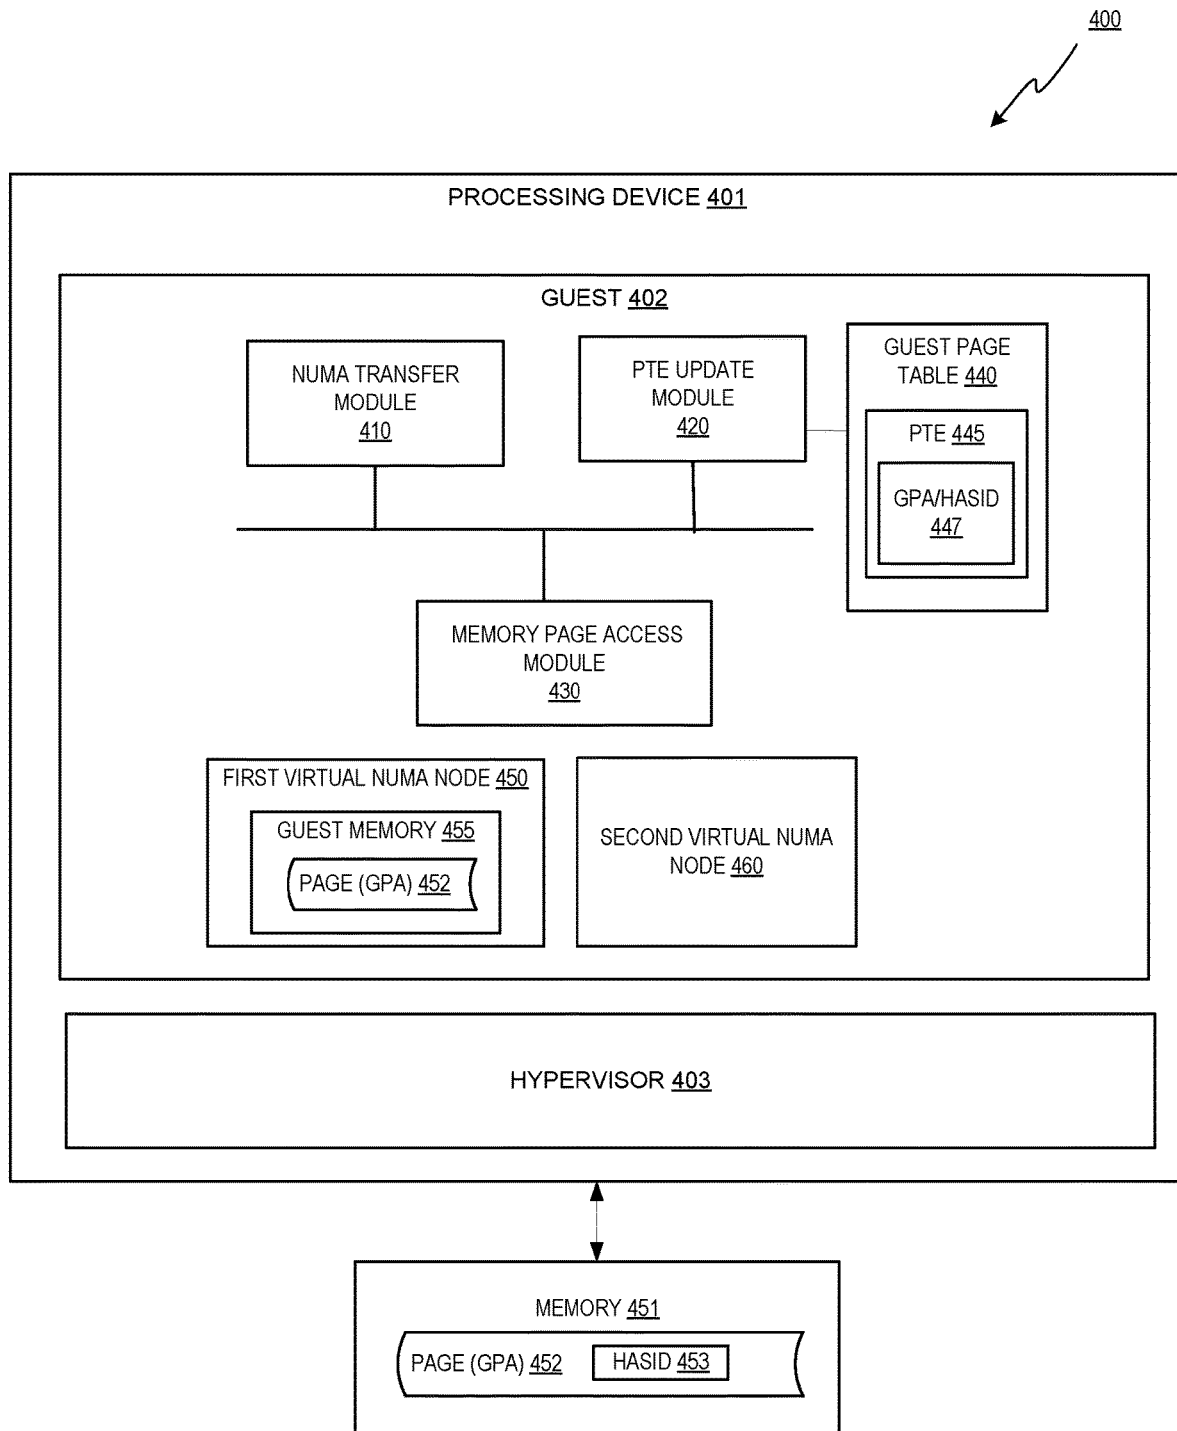 400
PROCESSING DEVICE 401
GUEST 402
NUMA TRANSFER
MODULE
410
PTE UPDATE
MODULE
420
GUEST PAGE
TABLE 440
PTE 445
GPA/HASID
447
MEMORY PAGE ACCESS
MODULE
430
FIRST VIRTUAL NUMA NODE 450
GUEST MEMORY 455
PAGE (GPA) 452
SECOND VIRTUAL NUMA
NODE 460
HYPERVISOR 403
MEMORY 451
PAGE (GPA) 452
HASID 453